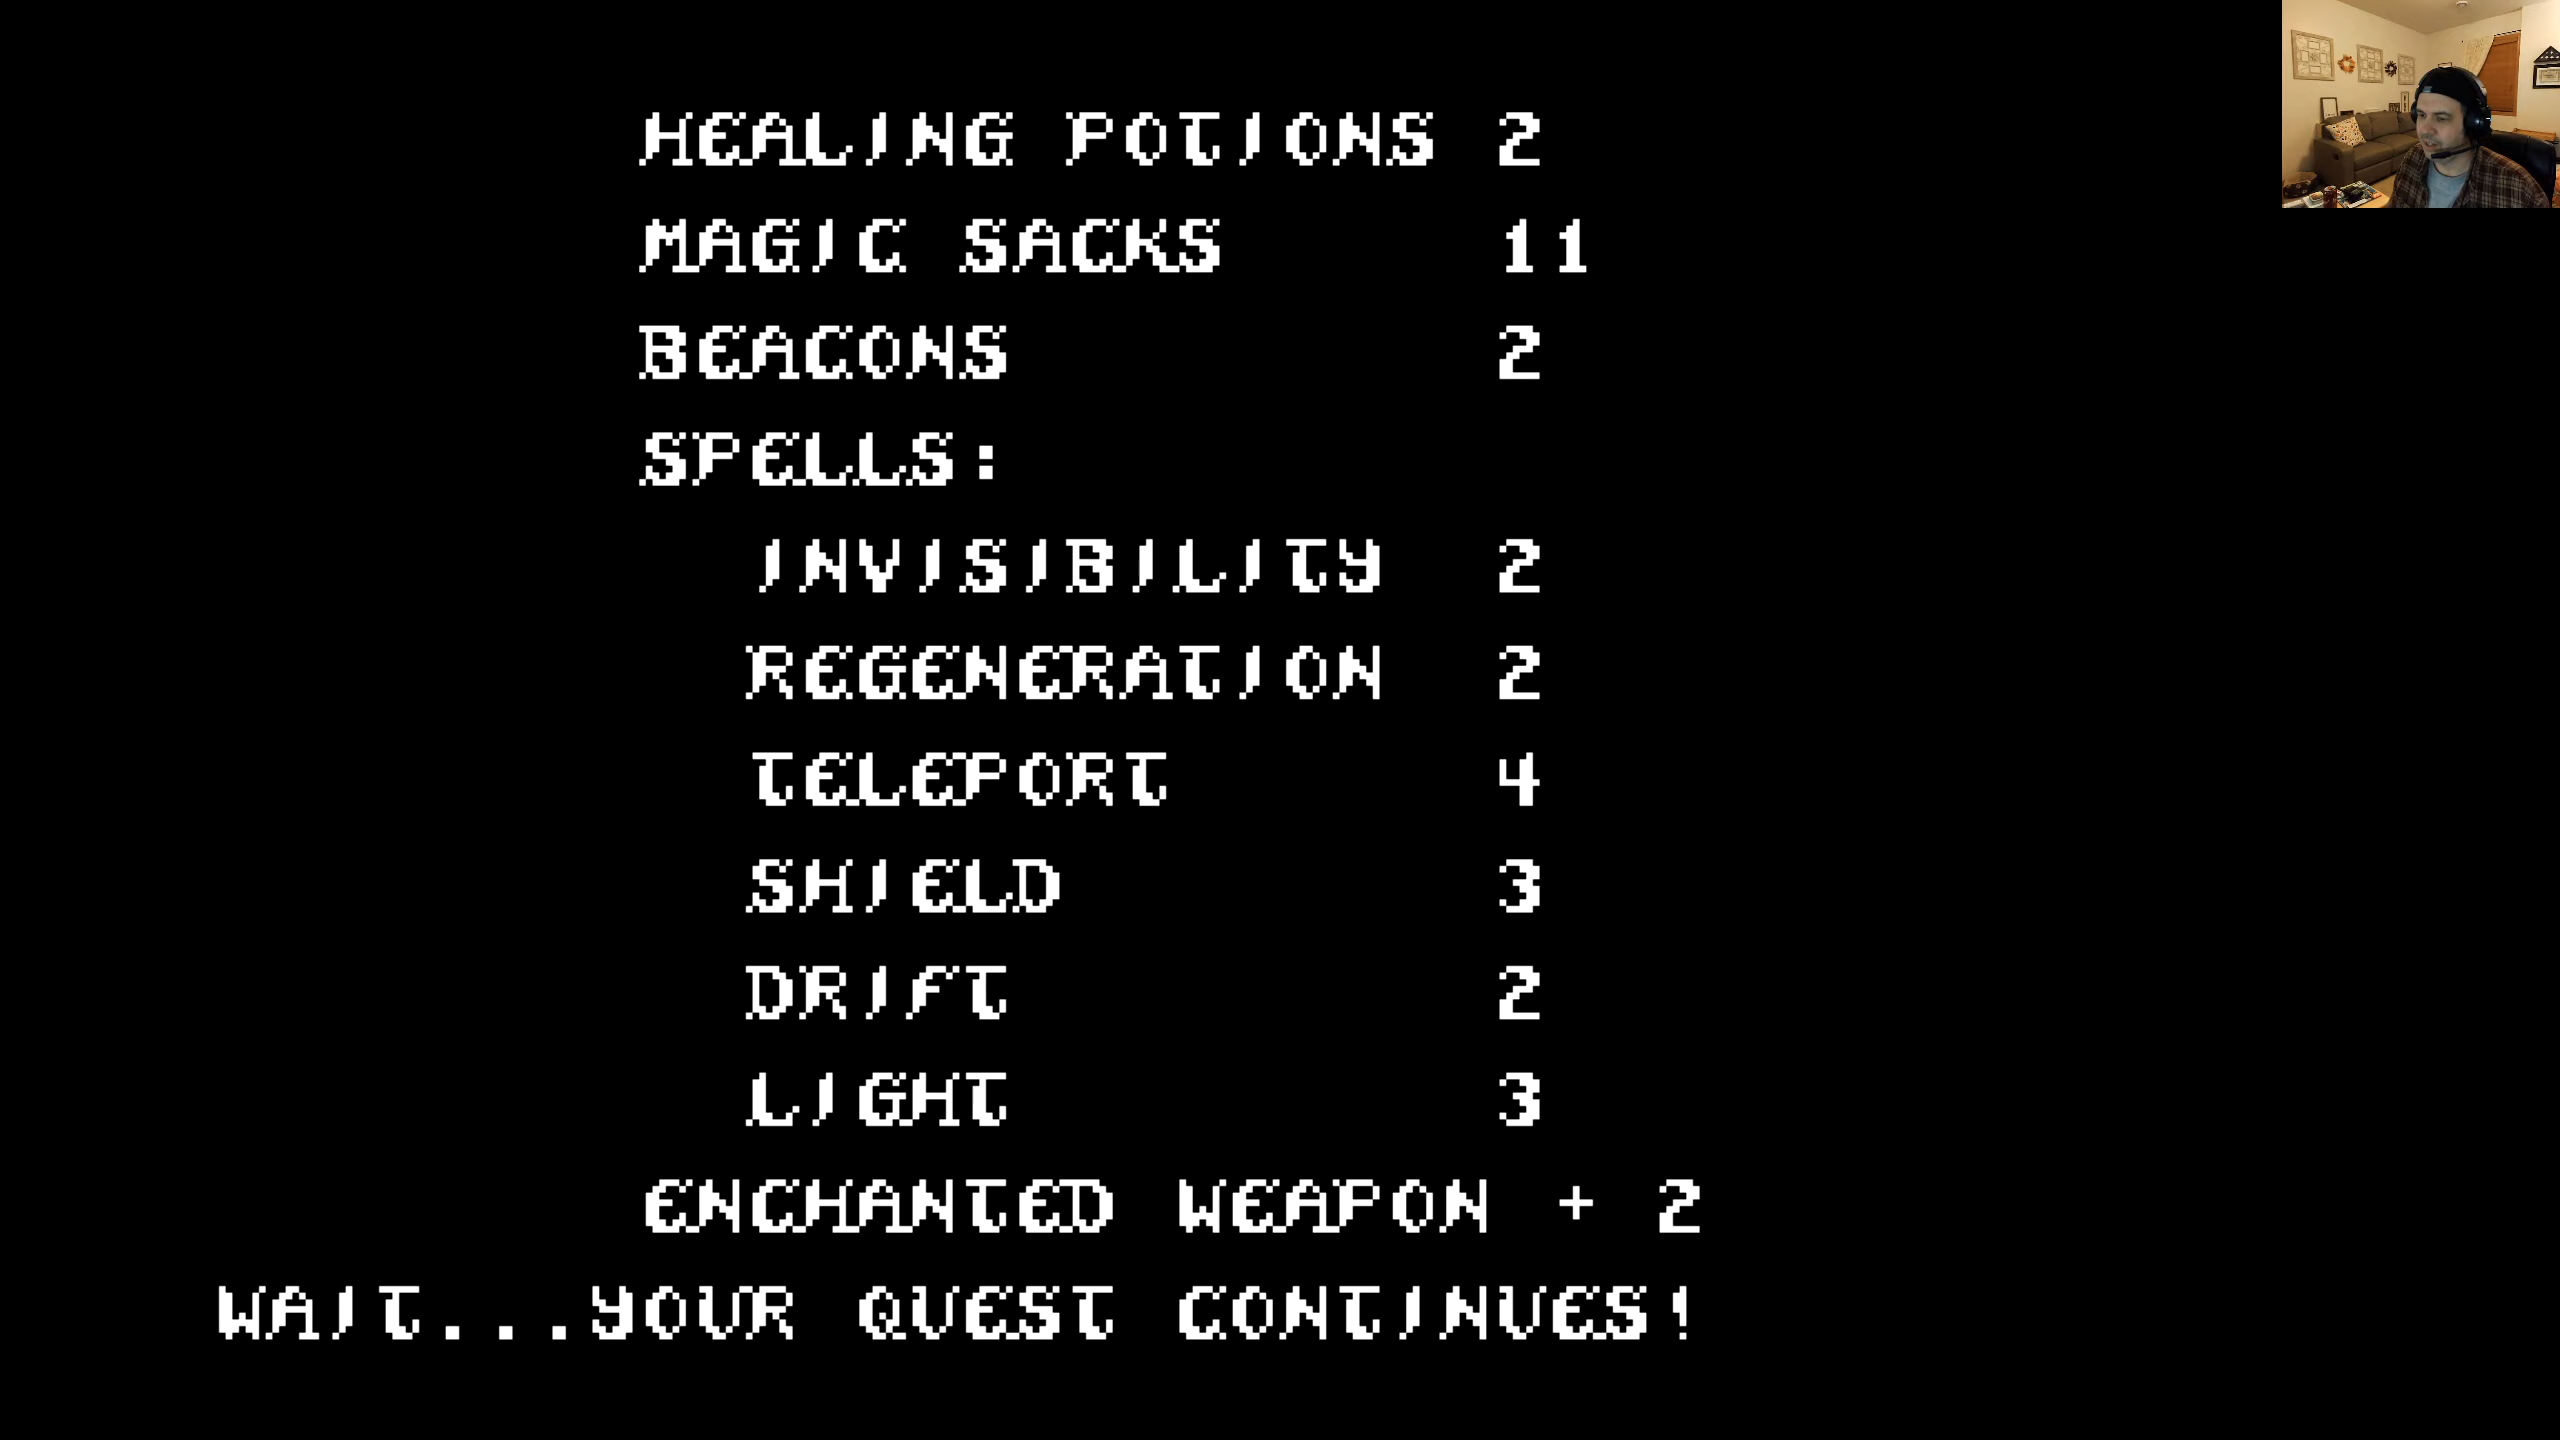 HEALING POTIONS 2
MAGIC SACKS 11
BEACONS 2
SPELLS:
INVISIBILITY 2
REGENERATION 2
TELEPORT 4
SHIELD 3
DRIFT 2
LIGHT 3
ENCHANTED WEAPON + 2
WAIT...YOUR QUEST CONTINUES!